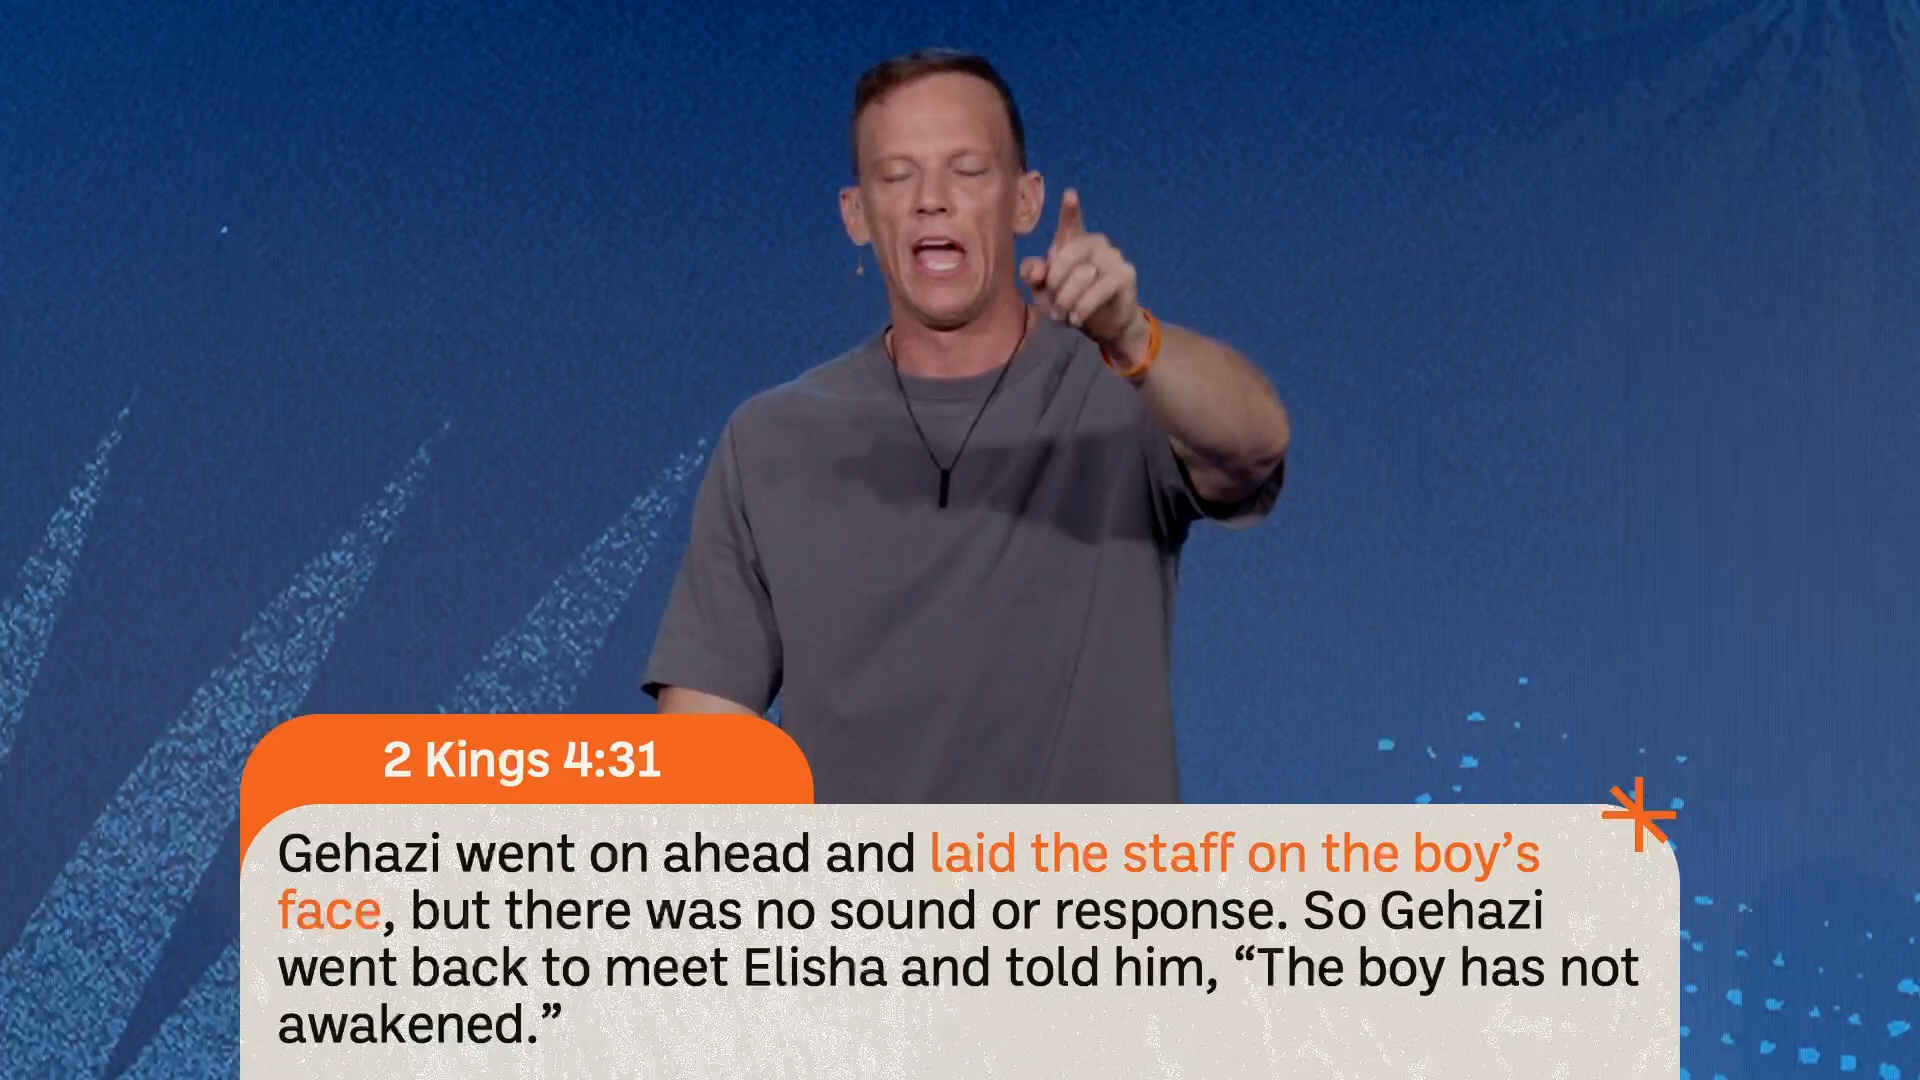 2 Kings 4:31
Gehazi went on ahead and laid the staff on the boy’s
face, but there was no sound or response. So Gehazi
went back to meet Elisha and told him, “The boy has not
awakened.”